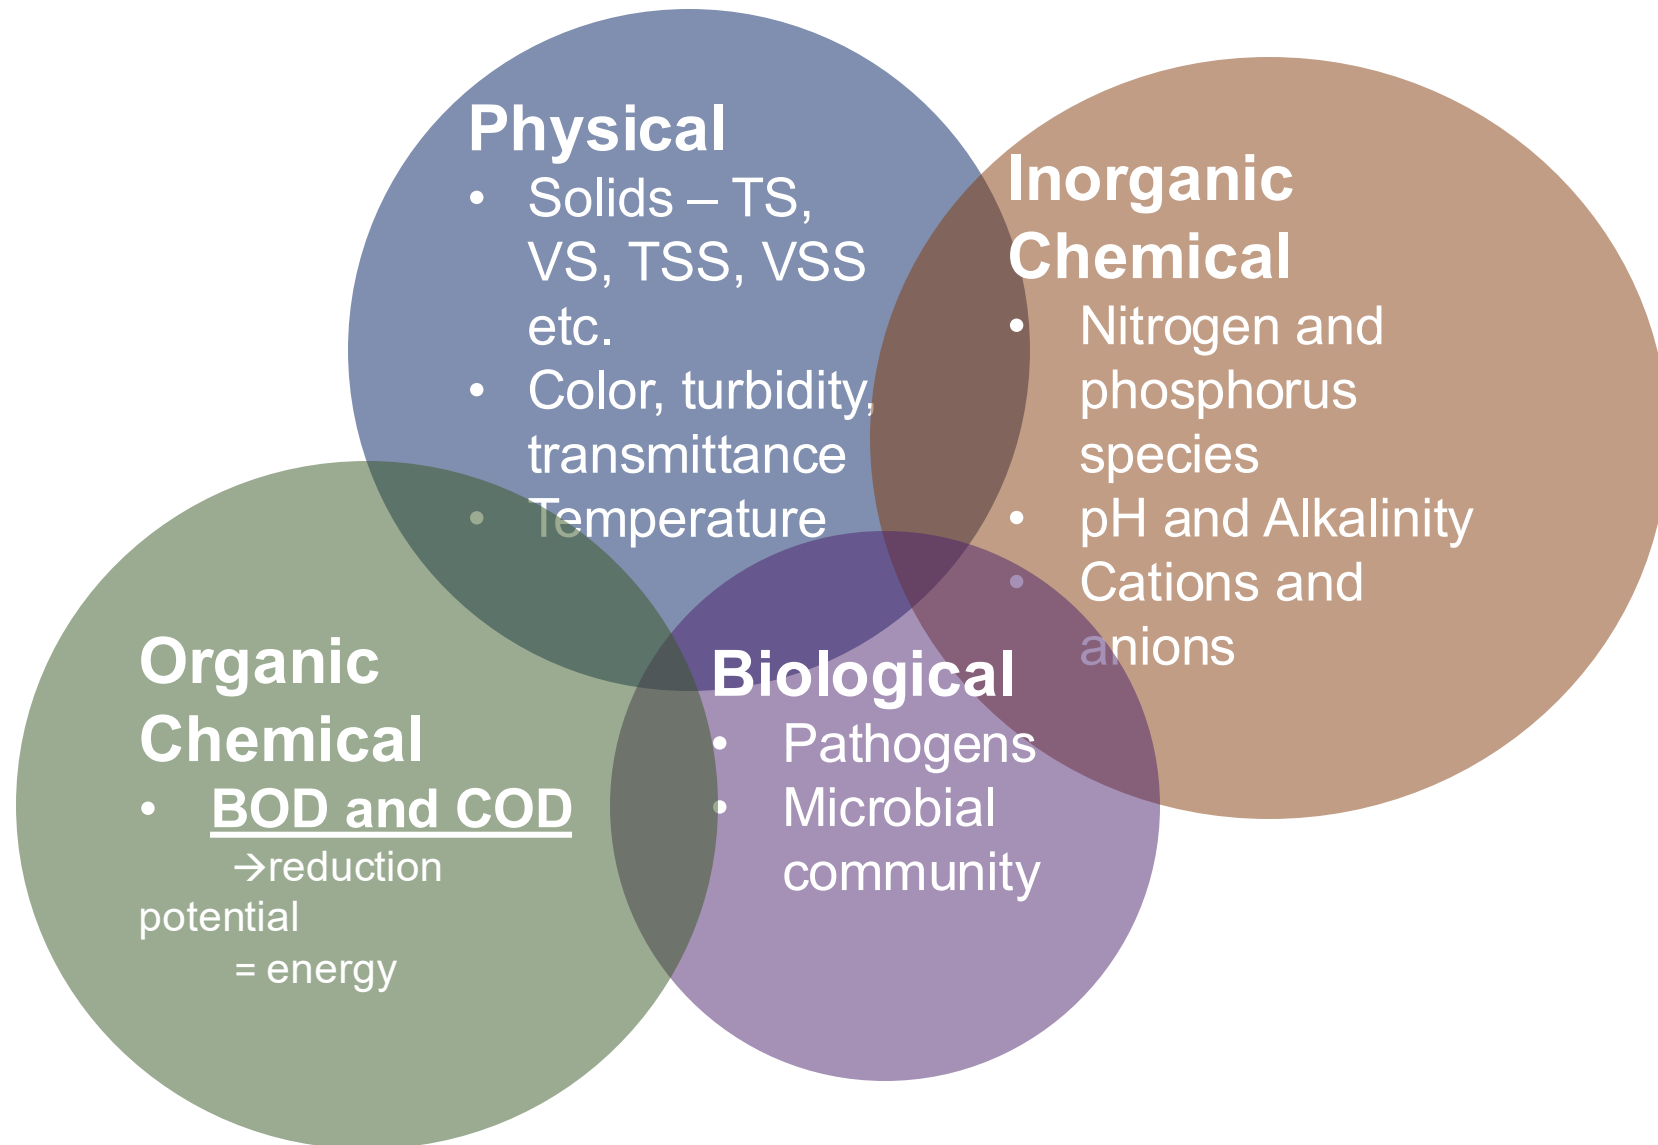 Physical
• Solids – TS,
VS, TSS, VSS
etc.
• Color, turbidity,
transmittance
• Temperature
Inorganic
Chemical
• Nitrogen and
phosphorus
species
• pH and Alkalinity
• Cations and
anions
Organic
Chemical
• BOD and COD
→reduction
potential
= energy
Biological
• Pathogens
• Microbial
community